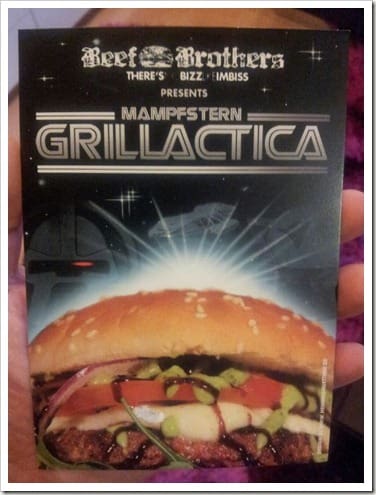 Beef Brothers
THERE'S BIZZ IMBISS
PRESENTS
MAMPFSTERN
GRILLACTICA